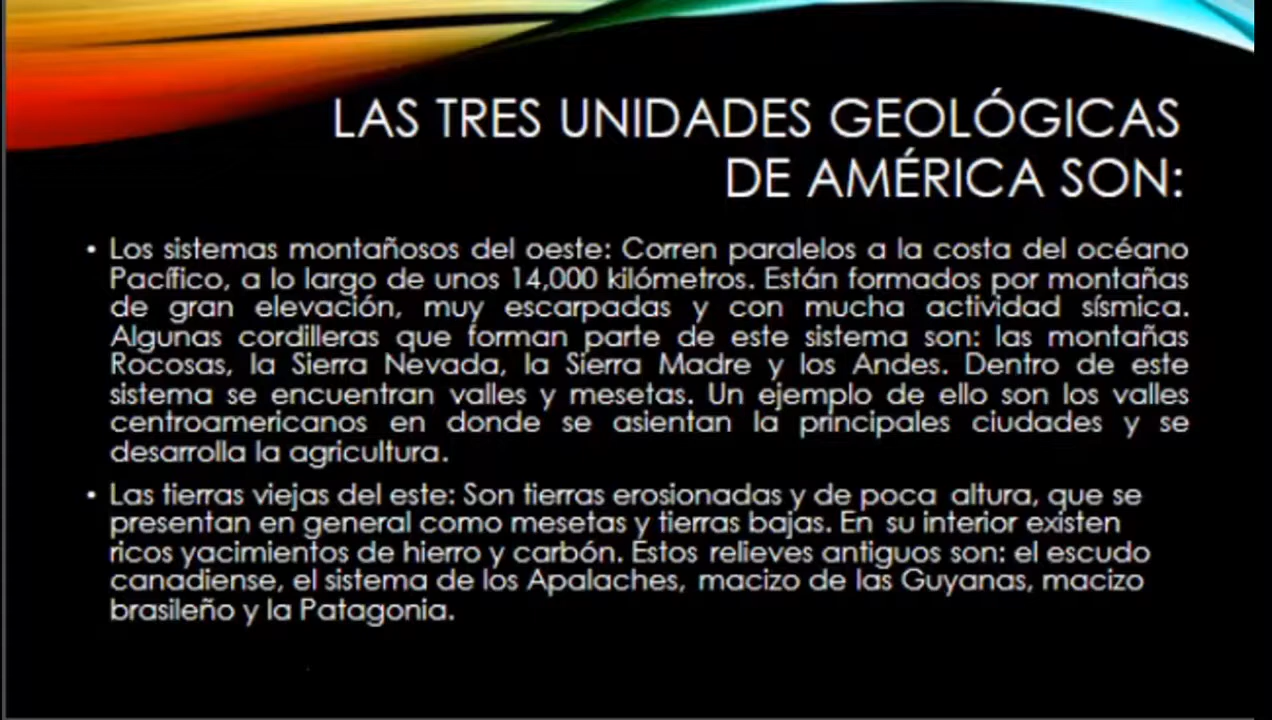 LAS TRES UNIDADES GEOLÓGICAS
DE AMÉRICA SON:
• Los sistemas montañosos del oeste: Corren paralelos a la costa del océano
Pacífico, a lo largo de unos 14,000 kilómetros. Están formados por montañas
de gran elevación, muy escarpadas y con mucha actividad sísmica.
Algunas cordilleras que forman parte de este sistema son: las montañas
Rocosas, la Sierra Nevada, la Sierra Madre y los Andes. Dentro de este
sistema se encuentran valles y mesetas. Un ejemplo de ello son los valles
centroamericanos en donde se asientan la principales ciudades y se
desarrolla la agricultura.
• Las tierras viejas del este: Son tierras erosionadas y de poca altura, que se
presentan en general como mesetas y tierras bajas. En su interior existen
ricos yacimientos de hierro y carbón. Estos relieves antiguos son: el escudo
canadiense, el sistema de los Apalaches, macizo de las Guyanas, macizo
brasileño y la Patagonia.